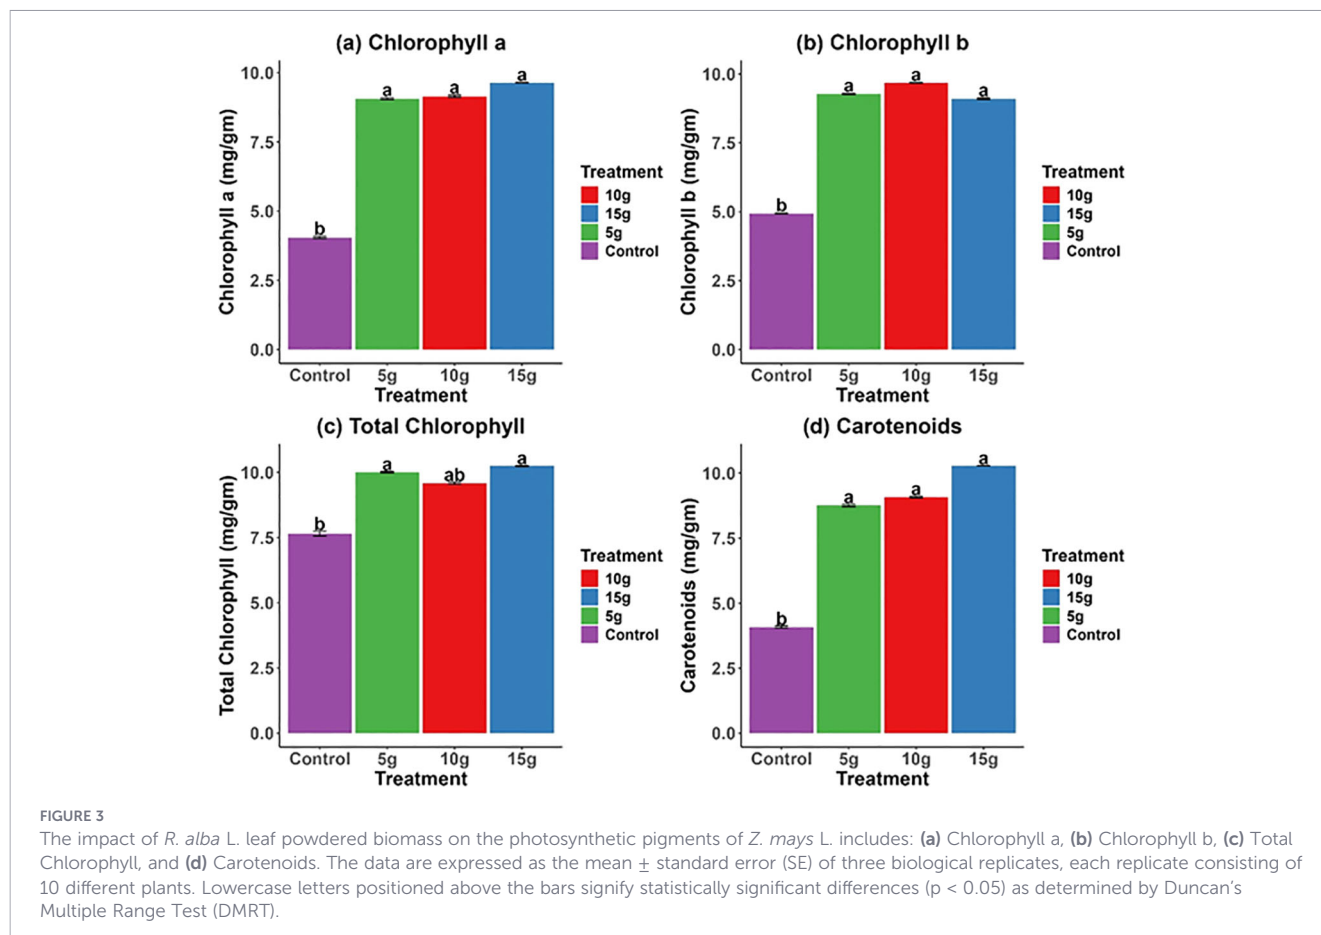 (a) Chlorophyll a
Chlorophyll a (mg/gm)
10.0
7.5
5.0
2.5
0.0
b
a
a
a
Control 5g 10g 15g
Treatment
Treatment
10g
15g
5g
Control
(b) Chlorophyll b
Chlorophyll b (mg/gm)
10.0
7.5
5.0
2.5
0.0
b
a
a
a
Control 5g 10g 15g
Treatment
Treatment
10g
15g
5g
Control
(c) Total Chlorophyll
Total Chlorophyll (mg/gm)
10.0
7.5
5.0
2.5
0.0
b
a
ab
a
Control 5g 10g 15g
Treatment
Treatment
10g
15g
5g
Control
(d) Carotenoids
Carotenoids (mg/gm)
10.0
7.5
5.0
2.5
0.0
b
a
a
a
Control 5g 10g 15g
Treatment
Treatment
10g
15g
5g
Control
FIGURE 3
The impact of R. alba L. leaf powdered biomass on the photosynthetic pigments of Z. mays L. includes: (a) Chlorophyll a, (b) Chlorophyll b, (c) Total
Chlorophyll, and (d) Carotenoids. The data are expressed as the mean ± standard error (SE) of three biological replicates, each replicate consisting of
10 different plants. Lowercase letters positioned above the bars signify statistically significant differences (p < 0.05) as determined by Duncan's
Multiple Range Test (DMRT).